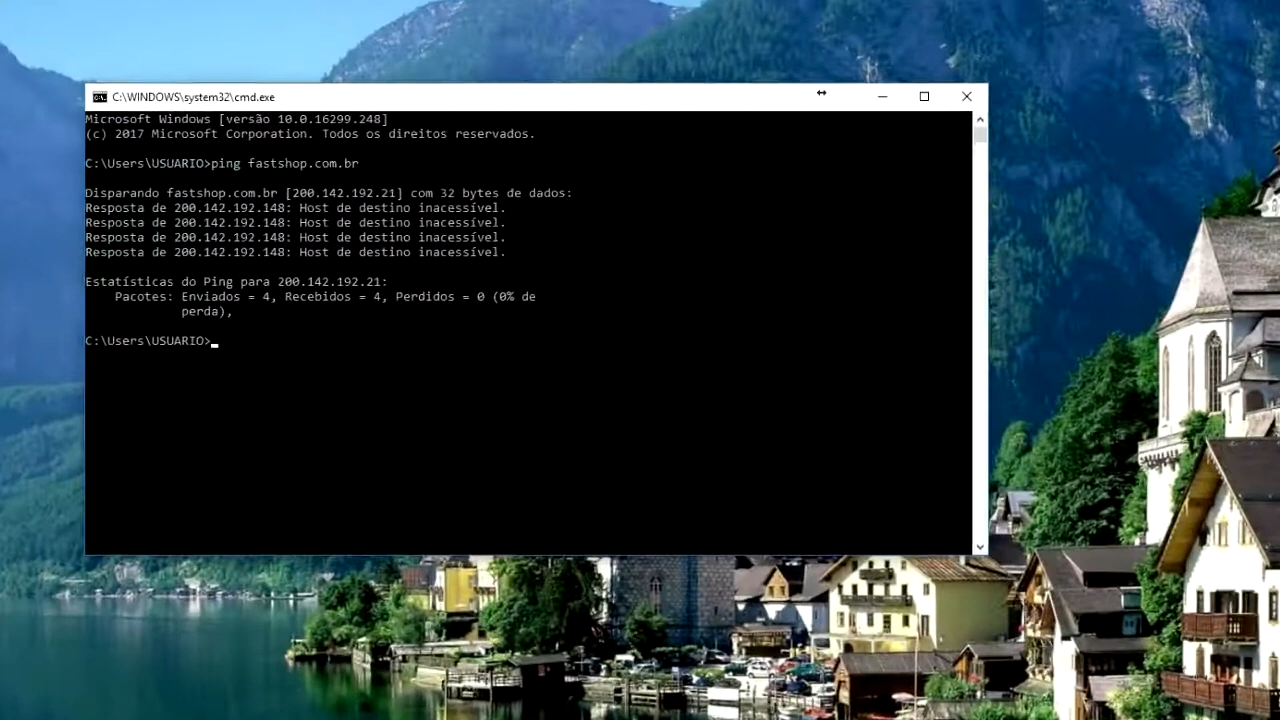 C:\WINDOWS\system32\cmd.exe
Microsoft Windows [versão 10.0.16299.248]
(c) 2017 Microsoft Corporation. Todos os direitos reservados.
C:\Users\USUARIO>ping fastshop.com.br
Disparando fastshop.com.br [200.142.192.21] com 32 bytes de dados:
Resposta de 200.142.192.148: Host de destino inacessível.
Resposta de 200.142.192.148: Host de destino inacessível.
Resposta de 200.142.192.148: Host de destino inacessível.
Resposta de 200.142.192.148: Host de destino inacessível.
Estatísticas do Ping para 200.142.192.21:
Pacotes: Enviados = 4, Recebidos = 4, Perdidos = 0 (0% de
perda),
C:\Users\USUARIO>